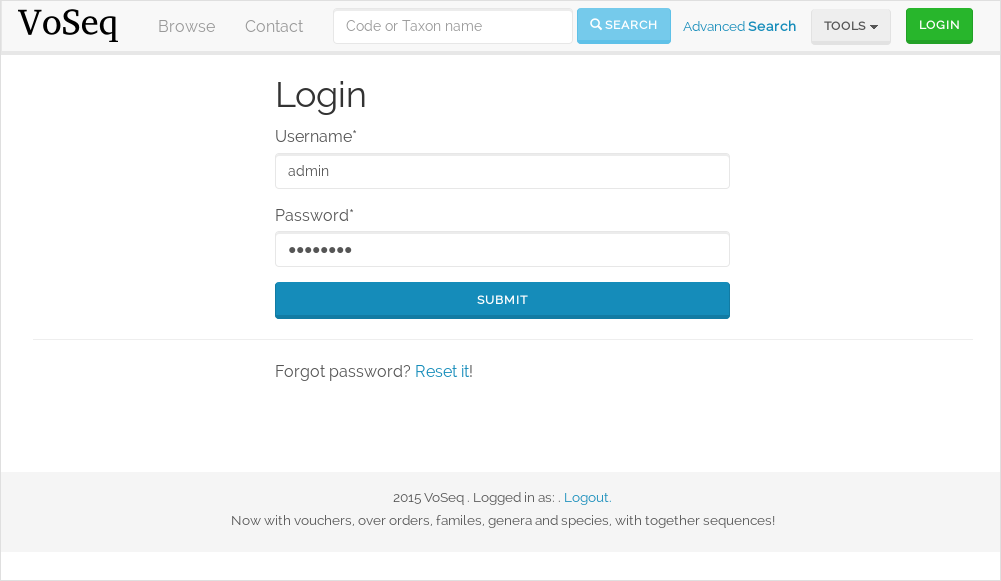 VoSeq Browse Contact Code or Taxon name SEARCH Advanced Search TOOLS LOGIN
Login
Username*
admin
Password*
●●●●●●●●
SUBMIT
Forgot password? Reset it!
2015 VoSeq . Logged in as: . Logout.
Now with vouchers, over orders, familes, genera and species, with together sequences!